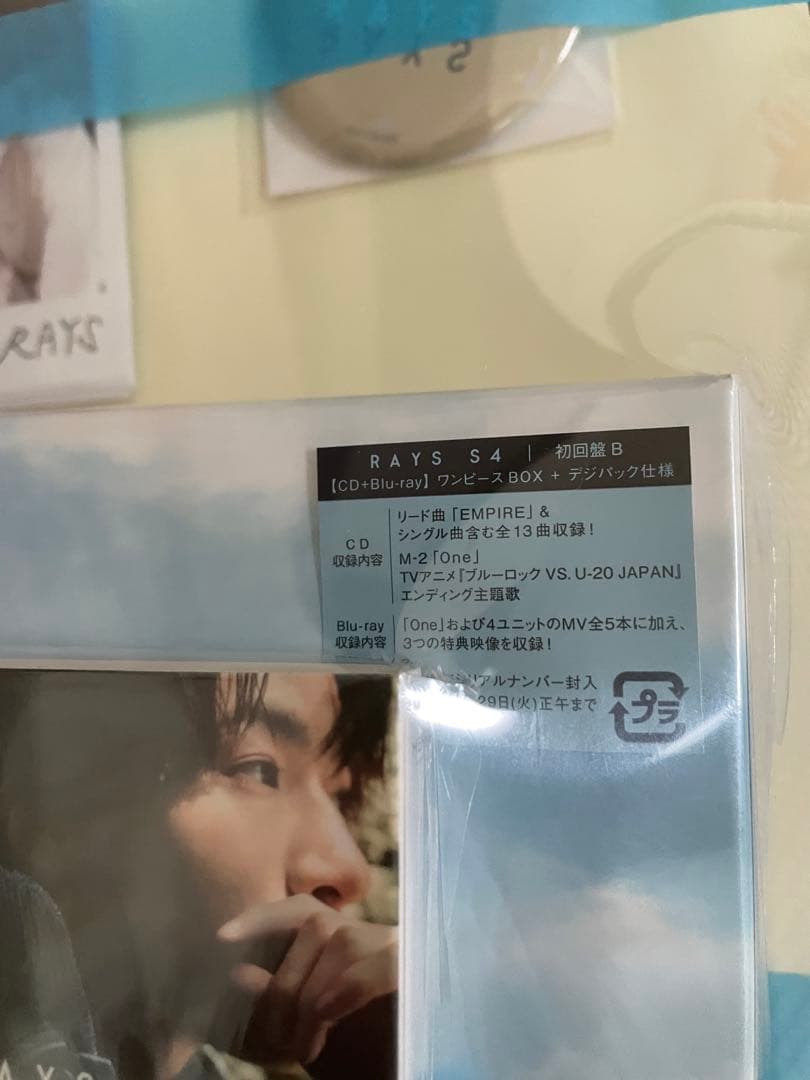 RAYS
RAYS S4 | 初回盤 B
【CD+Blu-ray】ワンピースBOX + デジパック仕様
CD
収録内容
リード曲「EMPIRE」&
シングル曲含む全13曲収録!
M-2「One」
TVアニメ『ブルーロック VS. U-20 JAPAN』
エンディング主題歌
Blu-ray
収録内容
「One」および4ユニットのMV全5本に加え、
3つの特典映像を収録!
リアルナンバー封入
29日(火)正午まで
プラ
AYS